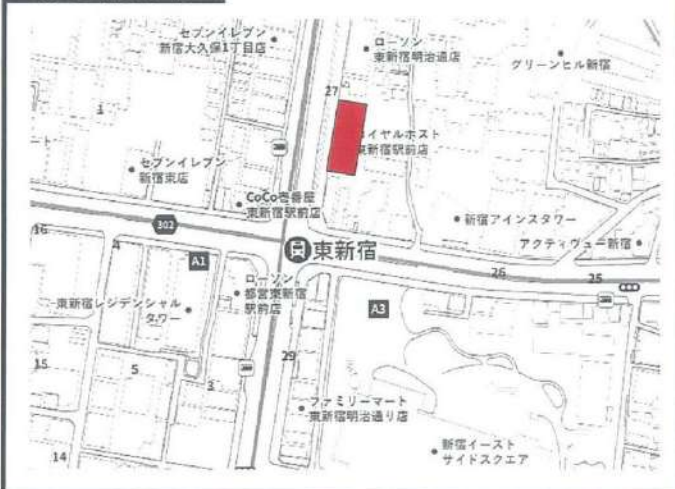 セブンイレブン
新宿大久保1丁目店
ローソン
東新宿明治通店
グリーンヒル新宿
27
イヤルホスト
東新宿駅前店
1
セブンイレブン
新宿東店
CoCo壱番屋
東新宿駅前店
302
新宿アインスタワー
16
4
A1
東新宿
アクティヴュー新宿
26
25
ローソン
都営東新宿
駅前店
東新宿レジデンシャル
タワー
A3
15
5
3
29
ファミリーマート
東新宿明治通り店
新宿イースト
サイドスクエア
14